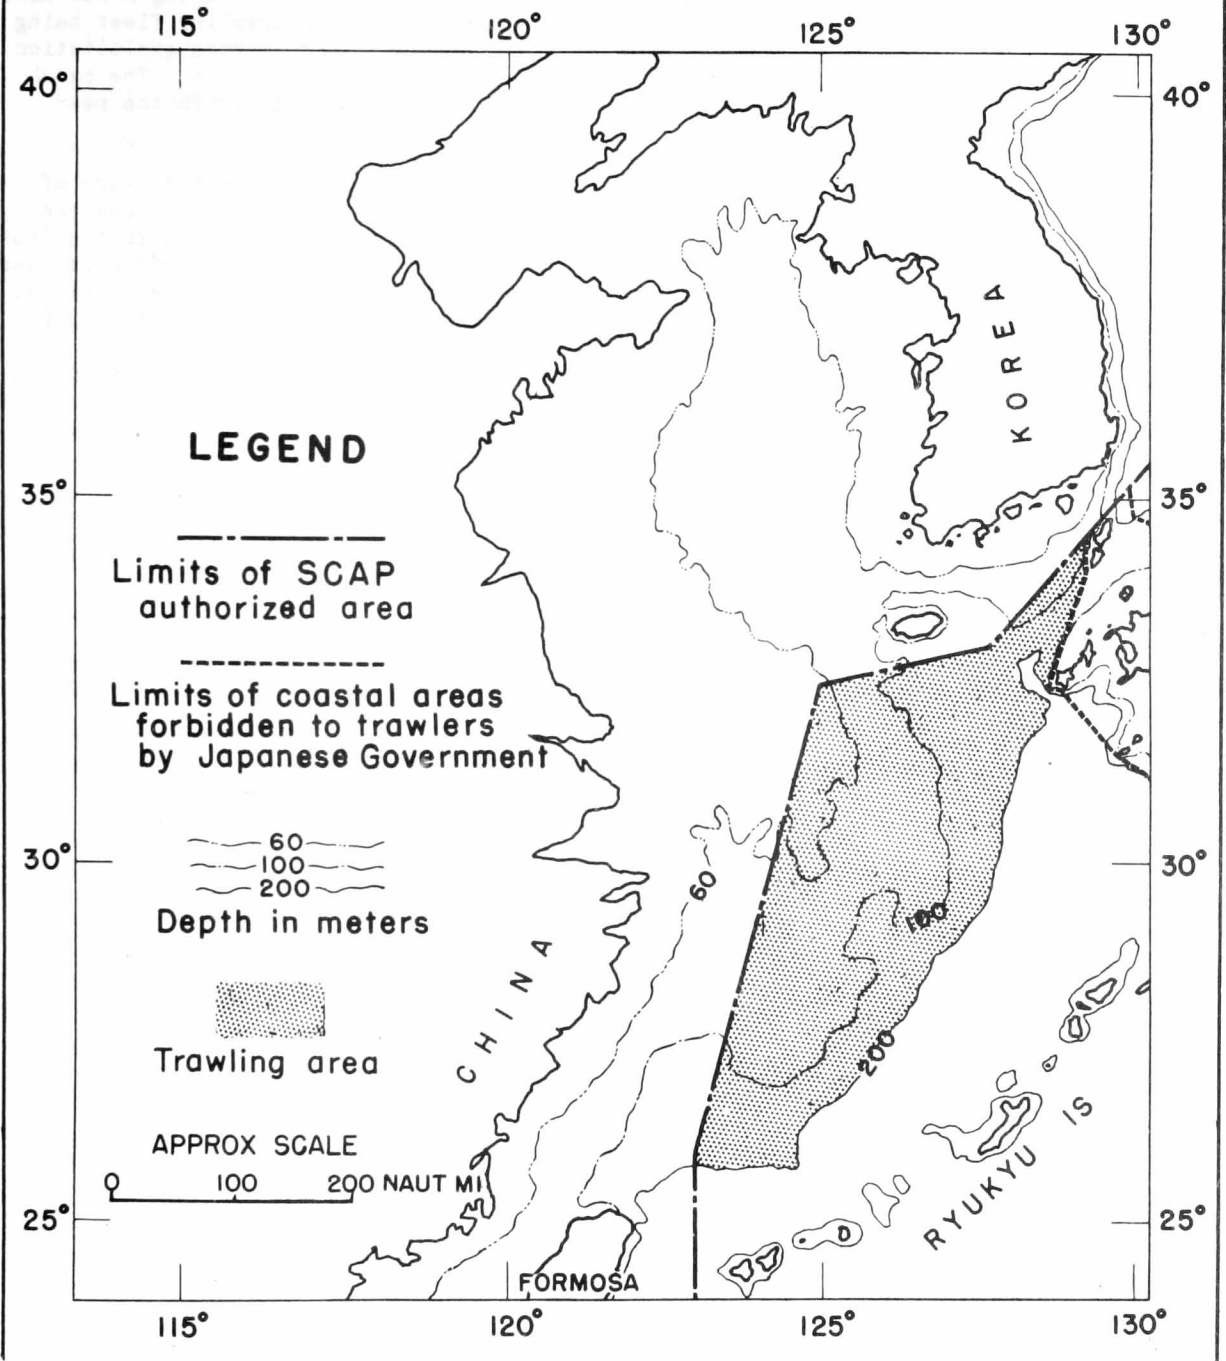 115° 120° 125° 130°
40° 40°
KOREA
LEGEND
35° 35°
Limits of SCAP
authorized area
Limits of coastal areas
forbidden to trawlers
by Japanese Government
60
100
200
Depth in meters
30° 30°
60
100
CHINA
Trawling area
200
APPROX SCALE
0 100 200 NAUT MI
RYUKYU IS
25° 25°
FORMOSA
115° 120° 125° 130°